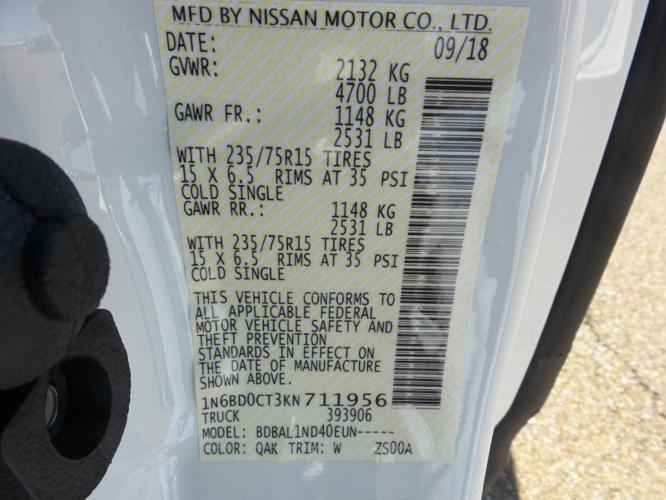 MFD BY NISSAN MOTOR CO., LTD.
DATE: 09/18
GVWR: 2132 KG
4700 LB
GAWR FR.: 1148 KG
2531 LB
WITH 235/75R15 TIRES
15 X 6.5 RIMS AT 35 PSI
COLD SINGLE
GAWR RR.: 1148 KG
2531 LB
WITH 235/75R15 TIRES
15 X 6.5 RIMS AT 35 PSI
COLD SINGLE
THIS VEHICLE CONFORMS TO
ALL APPLICABLE FEDERAL
MOTOR VEHICLE SAFETY AND
THEFT PREVENTION
STANDARDS IN EFFECT ON
THE DATE OF MANUFACTURE
SHOWN ABOVE.
1N6BD0CT3KN711956
TRUCK 393906
MODEL: BDBAL1ND40EUN-----
COLOR: QAK TRIM: W ZS00A